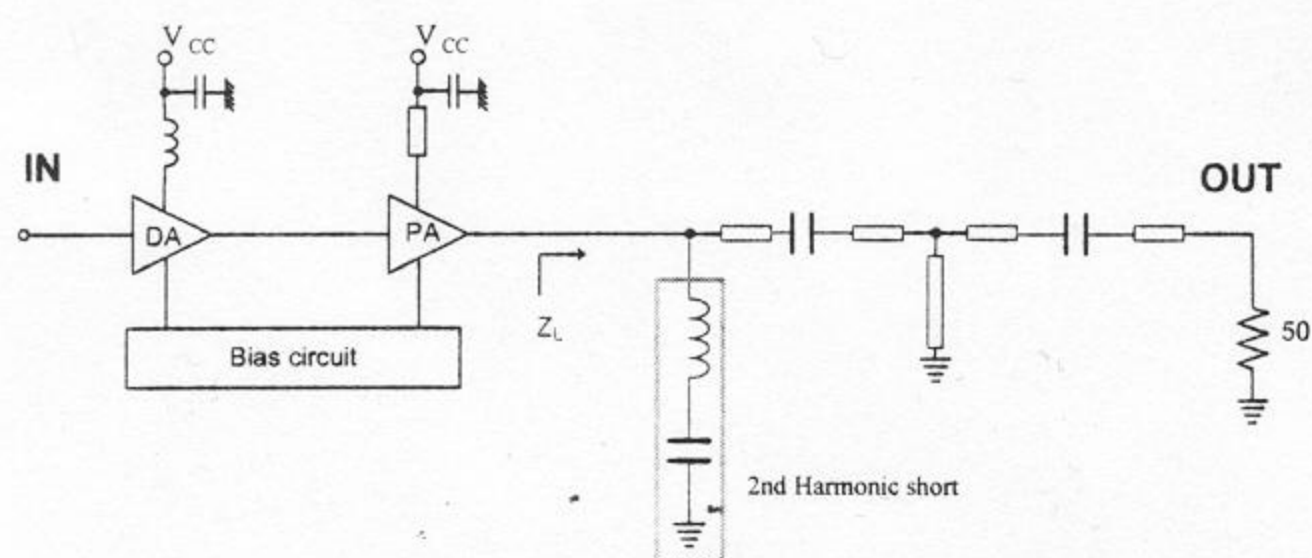 V CC
V CC
IN
OUT
DA
PA
Z L
50
Bias circuit
2nd Harmonic short